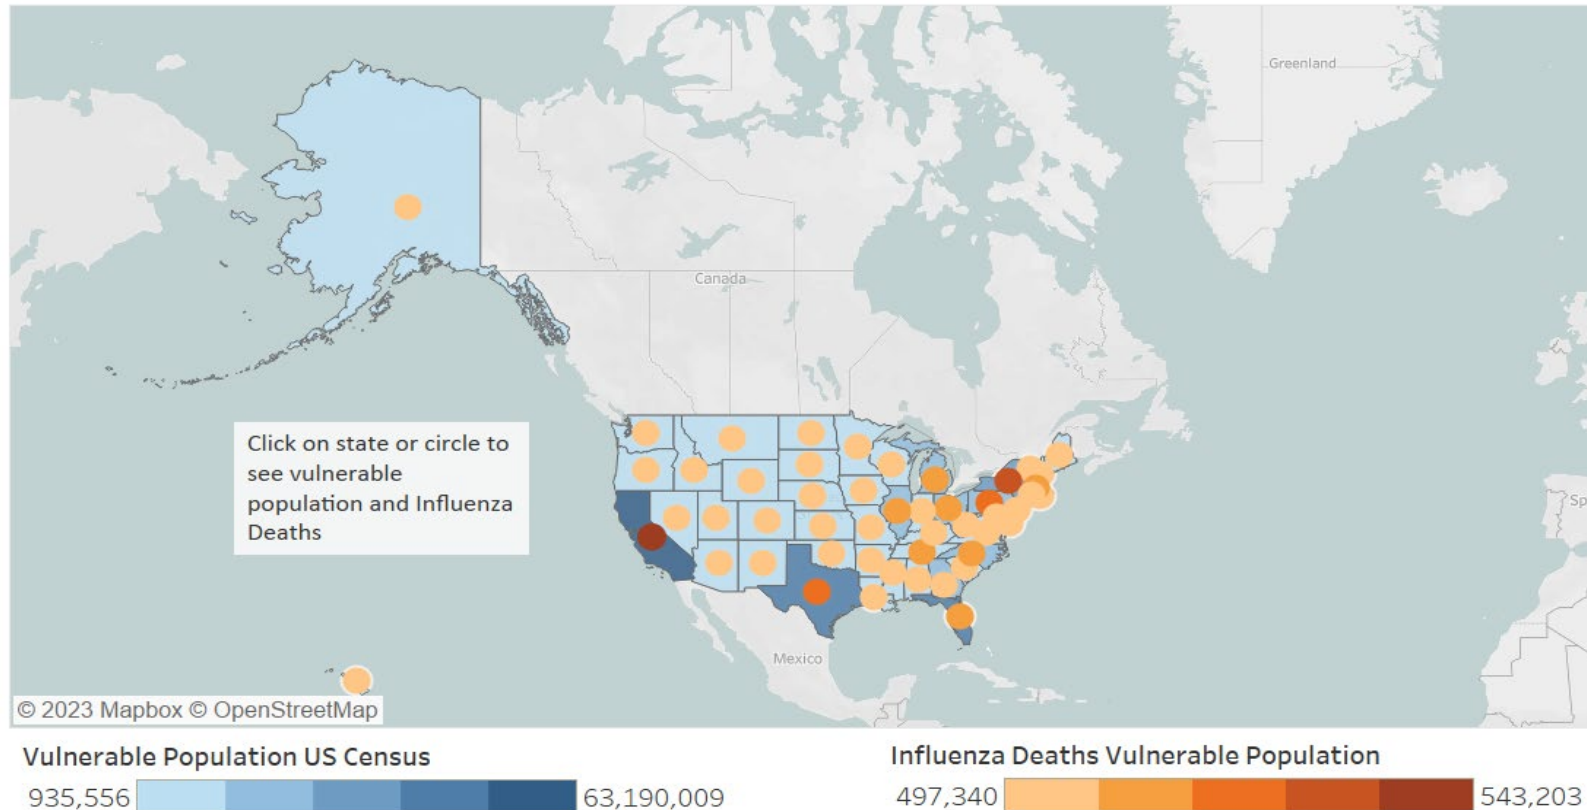 Greenland
Canada
Click on state or circle to
see vulnerable
population and Influenza
Deaths
Sp
Mexico
© 2023 Mapbox © OpenStreetMap
Vulnerable Population US Census
935,556
63,190,009
Influenza Deaths Vulnerable Population
497,340
543,203